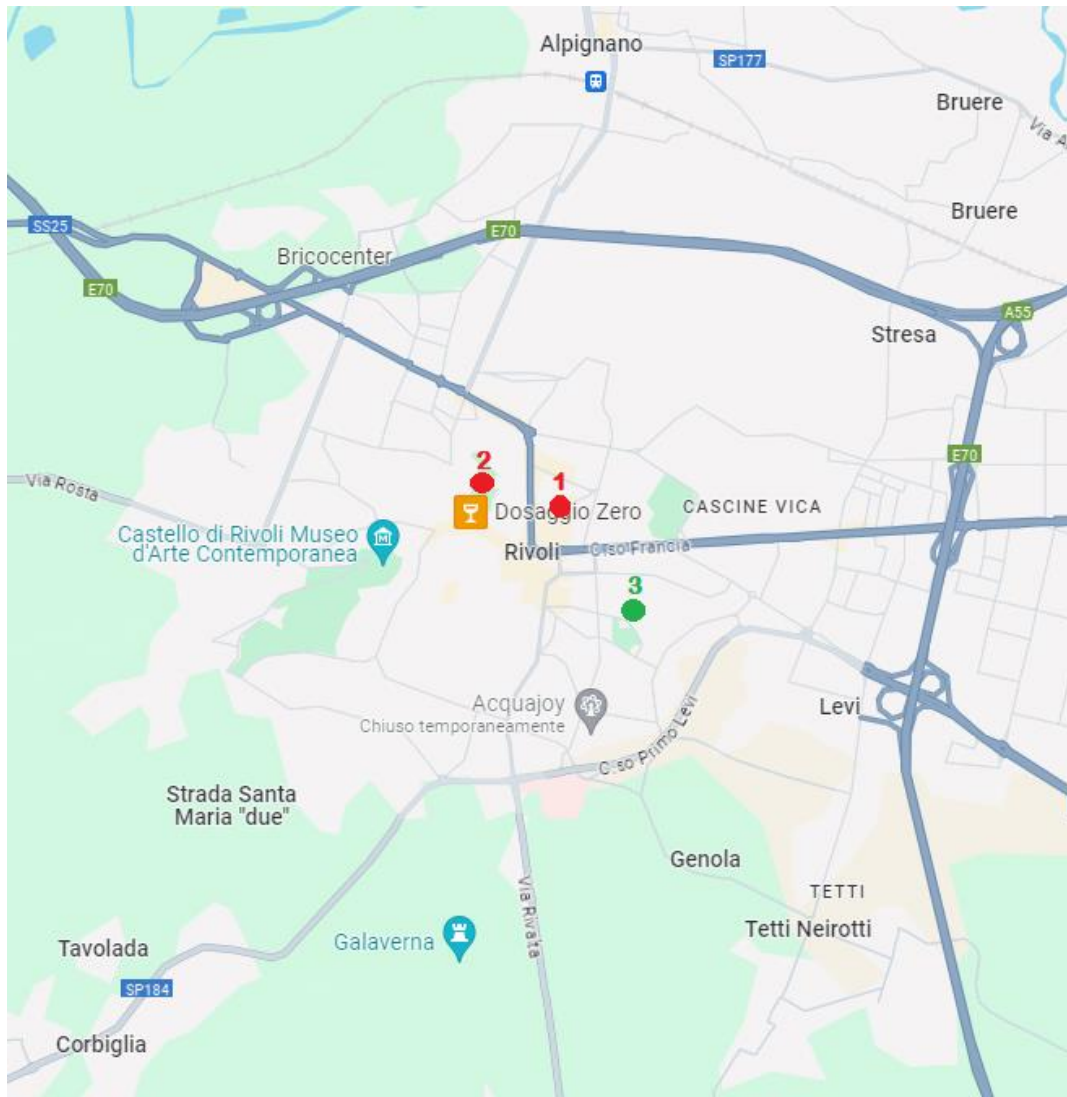 Alpignano
SP177
Bruere
Via A
Bruere
SS25
E70
Bricocenter
E70
A55
Stresa
E70
2
1
Via Rosta
CASCINE VICA
Dosaggio Zero
Castello di Rivoli Museo
d'Arte Contemporanea
Rivoli
C.so Francia
3
Acquajoy
Chiuso temporaneamente
Levi
C.so Primo Levi
Strada Santa
Maria "due"
Genola
TETTI
Via Rivata
Tetti Neirotti
Galaverna
Tavolada
SP184
Corbiglia